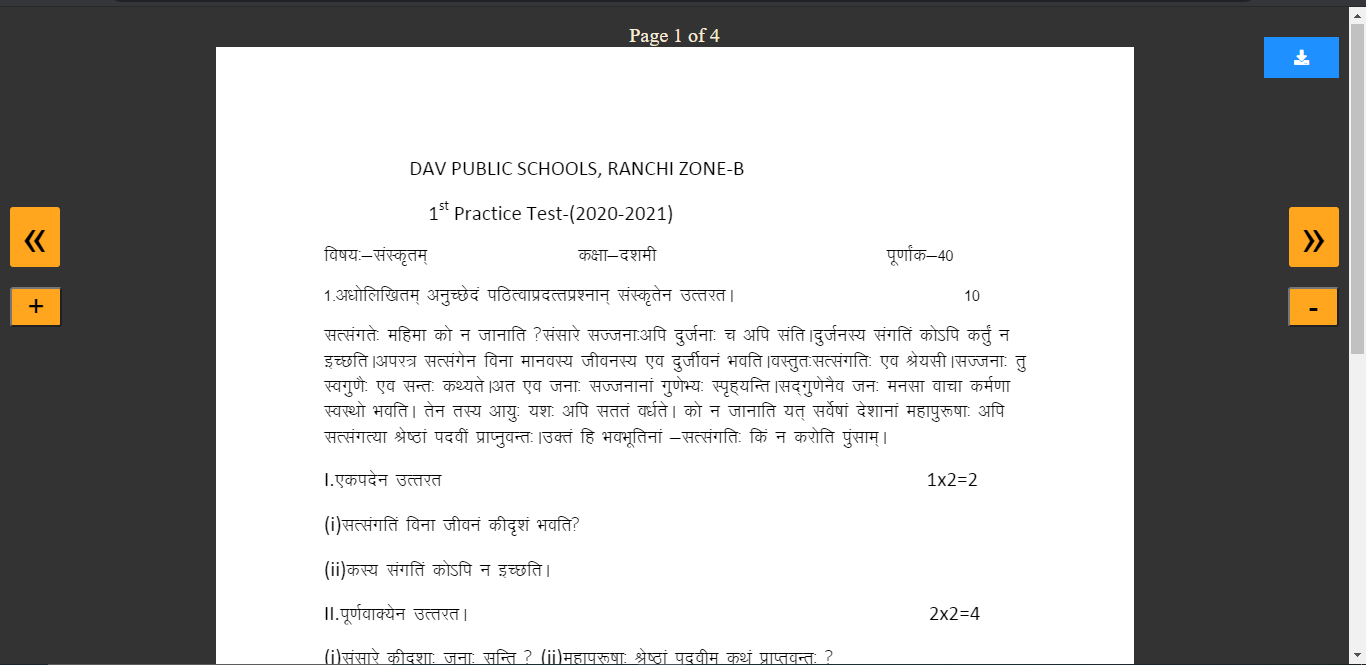 Page 1 of 4
DAV PUBLIC SCHOOLS, RANCHI ZONE-B
1st Practice Test-(2020-2021)
विषय:–संस्कृतम् कक्षा–दशमी पूर्णांक–40
1.अधोलिखितम् अनुच्छेदं पठित्वाप्रदत्तप्रश्नान् संस्कृतेन उत्तरत। 10
सत्संगते: महिमा को न जानाति ?संसारे सज्जना:अपि दुर्जना: च अपि संति।दुर्जनस्य संगतिं कोऽपि कर्तुं न
इच्छति।अपरत्र सत्संगेन विना मानवस्य जीवनस्य एव दुर्जीवनं भवति।वस्तुत:सत्संगति: एव श्रेयसी।सज्जना: तु
स्वगुणै: एव सन्त: कथ्यते।अत एव जना: सज्जनानां गुणेभ्य: स्पृहयन्ति।सद्गुणेनैव जन: मनसा वाचा कर्मणा
स्वस्थो भवति। तेन तस्य आयु: यश: अपि सततं वर्धते। को न जानाति यत् सर्वेषां देशानां महापुरूषा: अपि
सत्संगत्या श्रेष्ठां पदवीं प्राप्नुवन्त:।उक्तं हि भवभूतिनां –सत्संगति: किं न करोति पुंसाम्।
I.एकपदेन उत्तरत 1x2=2
(i)सत्संगतिं विना जीवनं कीदृशं भवति?
(ii)कस्य संगतिं कोऽपि न इच्छति।
II.पूर्णवाक्येन उत्तरत। 2x2=4
(i)संसारे कीदृशा: जना: सन्ति ? (ii)महापुरूषा: श्रेष्ठां पदवीम् कथं प्राप्तवन्त: ?